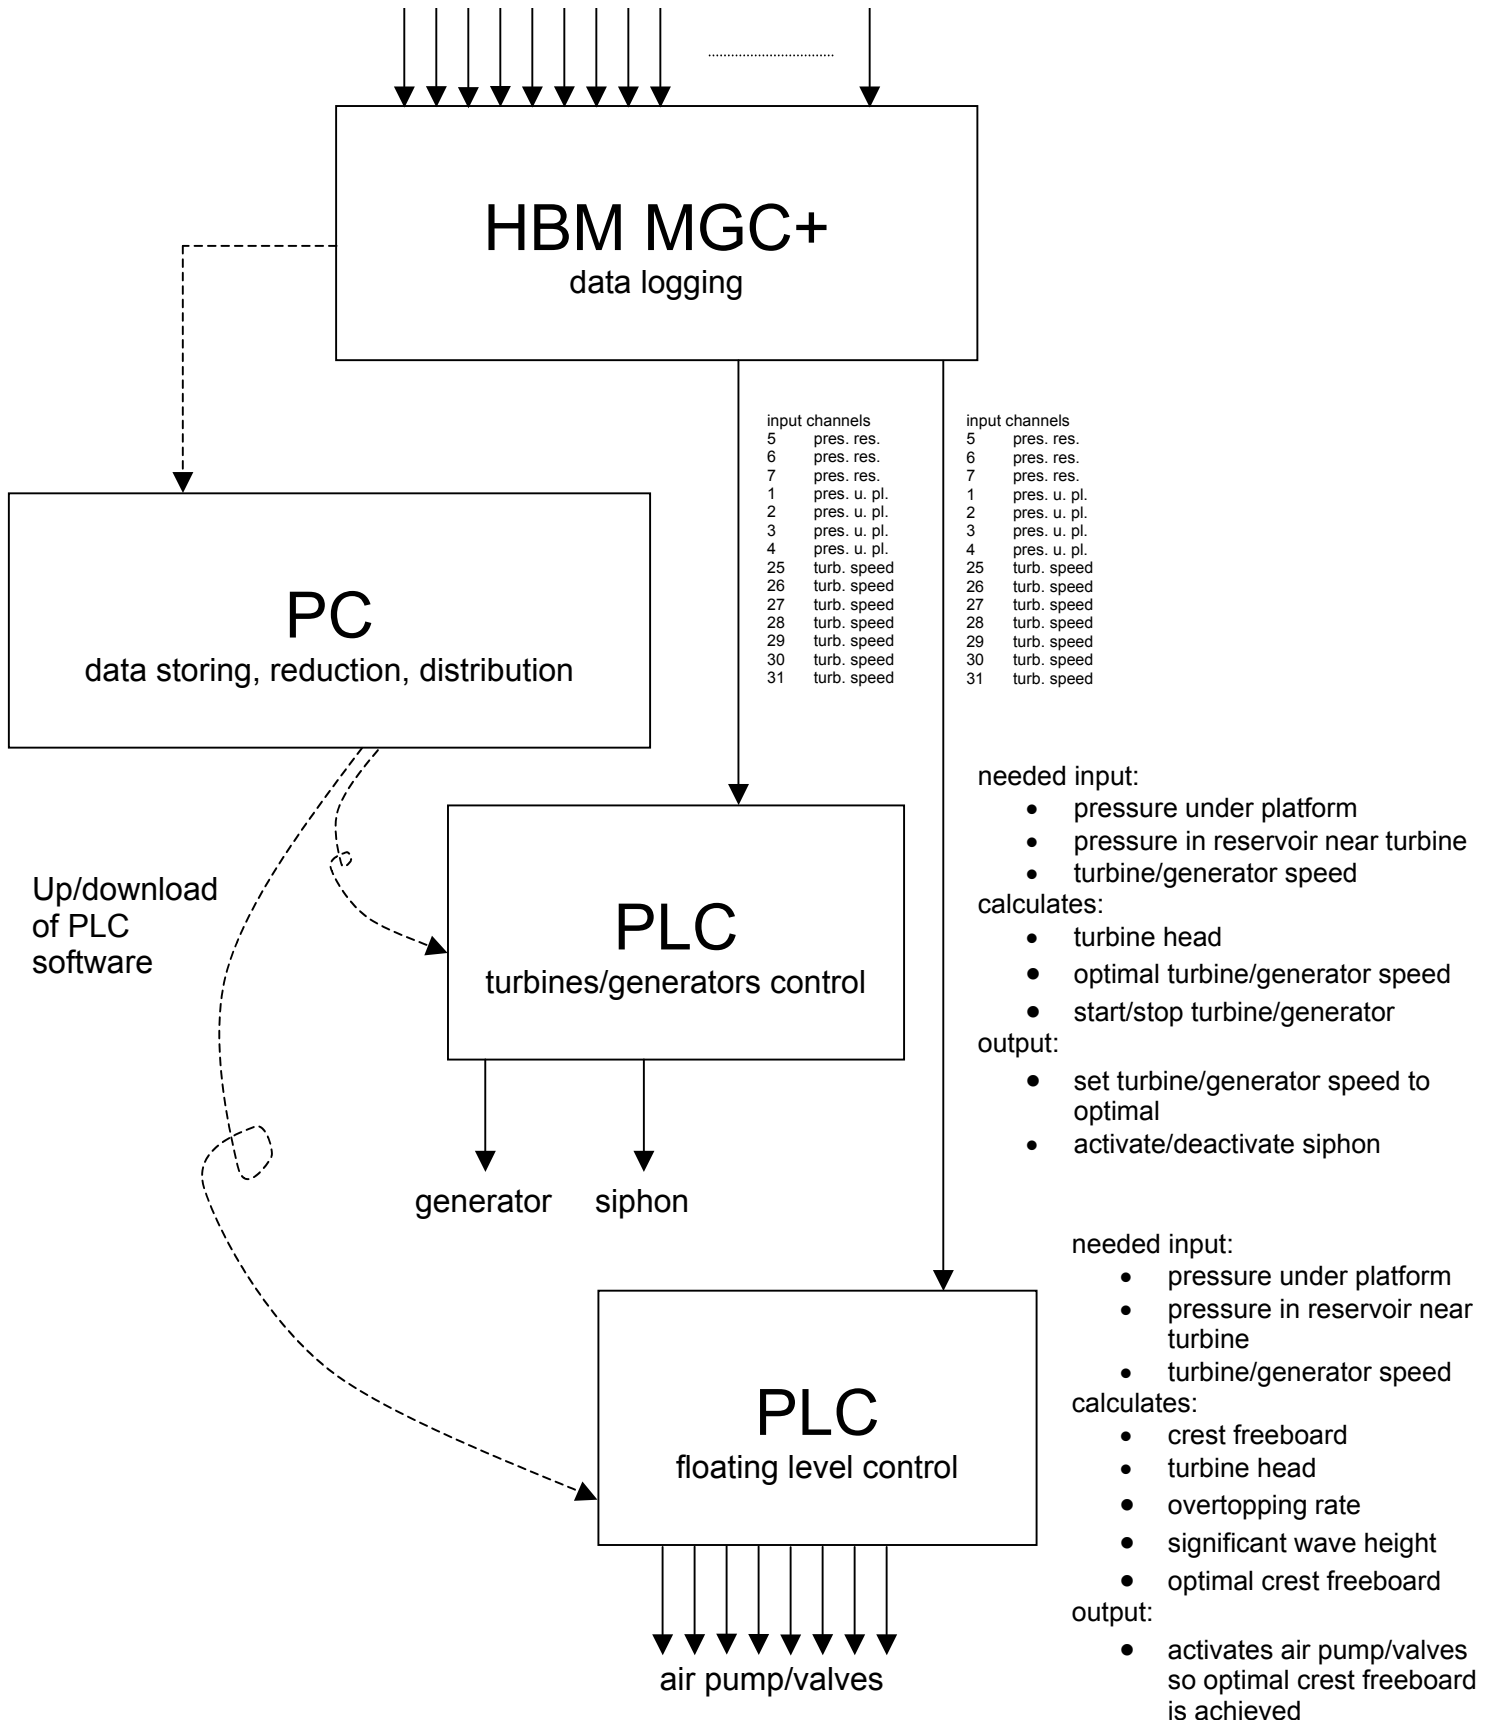 HBM MGC+
data logging
input channels
5 pres. res.
6 pres. res.
7 pres. res.
1 pres. u. pl.
2 pres. u. pl.
3 pres. u. pl.
4 pres. u. pl.
25 turb. speed
26 turb. speed
27 turb. speed
28 turb. speed
29 turb. speed
30 turb. speed
31 turb. speed
input channels
5 pres. res.
6 pres. res.
7 pres. res.
1 pres. u. pl.
2 pres. u. pl.
3 pres. u. pl.
4 pres. u. pl.
25 turb. speed
26 turb. speed
27 turb. speed
28 turb. speed
29 turb. speed
30 turb. speed
31 turb. speed
PC
data storing, reduction, distribution
Up/download
of PLC
software
PLC
turbines/generators control
generator
siphon
needed input:
• pressure under platform
• pressure in reservoir near turbine
• turbine/generator speed
calculates:
• turbine head
• optimal turbine/generator speed
• start/stop turbine/generator
output:
• set turbine/generator speed to
optimal
• activate/deactivate siphon
PLC
floating level control
air pump/valves
needed input:
• pressure under platform
• pressure in reservoir near
turbine
• turbine/generator speed
calculates:
• crest freeboard
• turbine head
• overtopping rate
• significant wave height
• optimal crest freeboard
output:
• activates air pump/valves
so optimal crest freeboard
is achieved